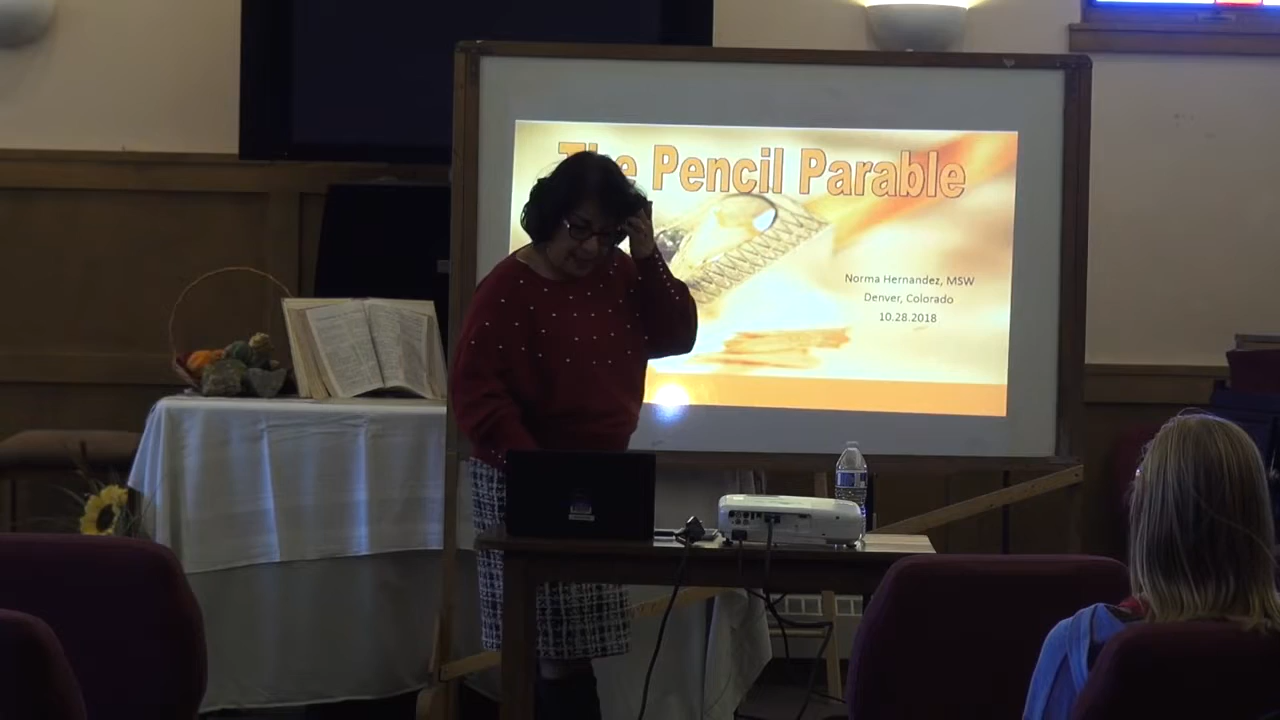 The Pencil Parable
Norma Hernandez, MSW
Denver, Colorado
10.28.2018